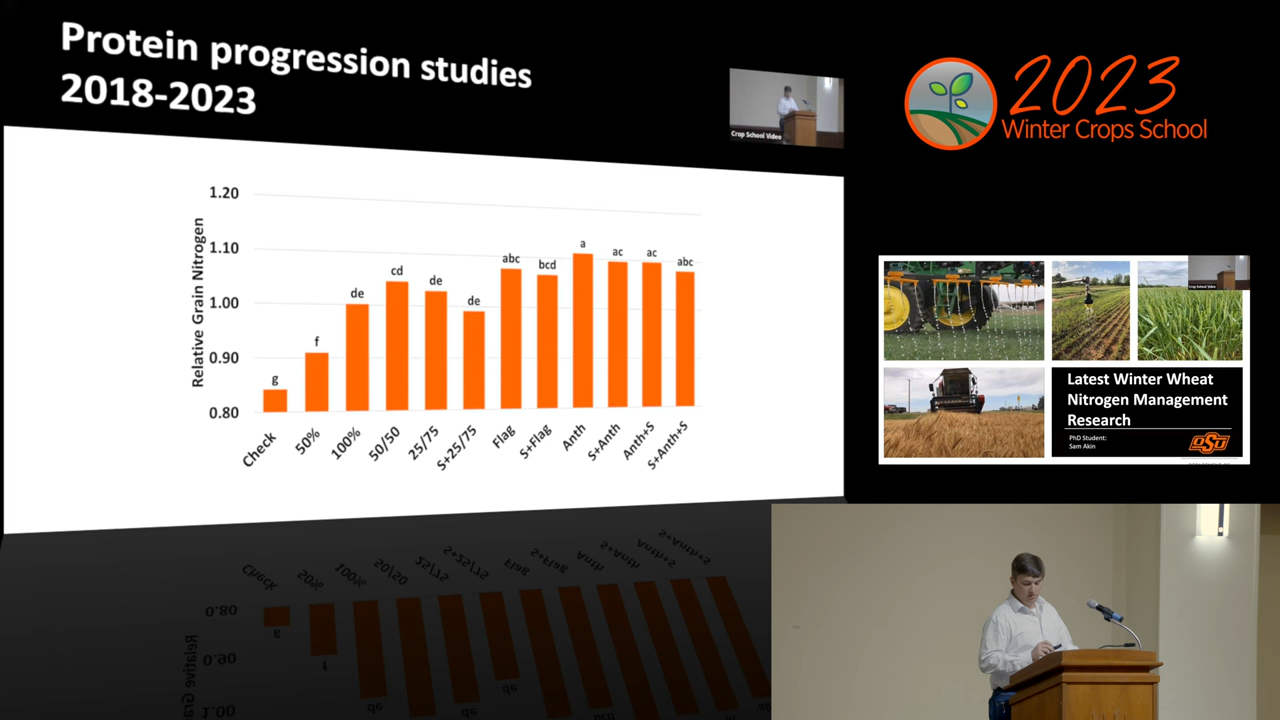 Protein progression studies
2018-2023
Crop School Video
2023
Winter Crops School
1.20
1.10
1.00
0.90
0.80
Relative Grain Nitrogen
g
f
de
cd
de
de
abc
bcd
a
ac
ac
abc
Check
50%
100%
50/50
25/75
S+25/75
Flag
S+Flag
Anth
S+Anth
Anth+S
S+Anth+S
Crop School Video
Latest Winter Wheat
Nitrogen Management
Research
PhD Student:
Sam Akin
OSU